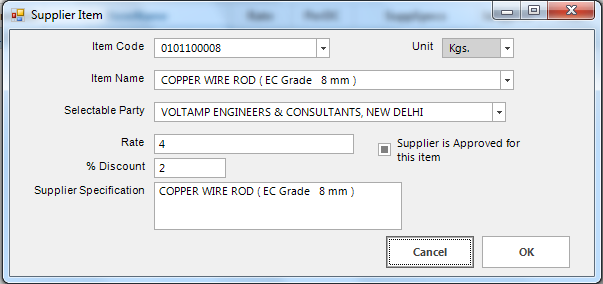 Supplier Item
Item Code 0101100008 Unit Kgs.
Item Name COPPER WIRE ROD ( EC Grade 8 mm )
Selectable Party VOLTAMP ENGINEERS & CONSULTANTS, NEW DELHI
Rate 4 Supplier is Approved for
this item
% Discount 2
Supplier Specification COPPER WIRE ROD ( EC Grade 8 mm )
Cancel OK